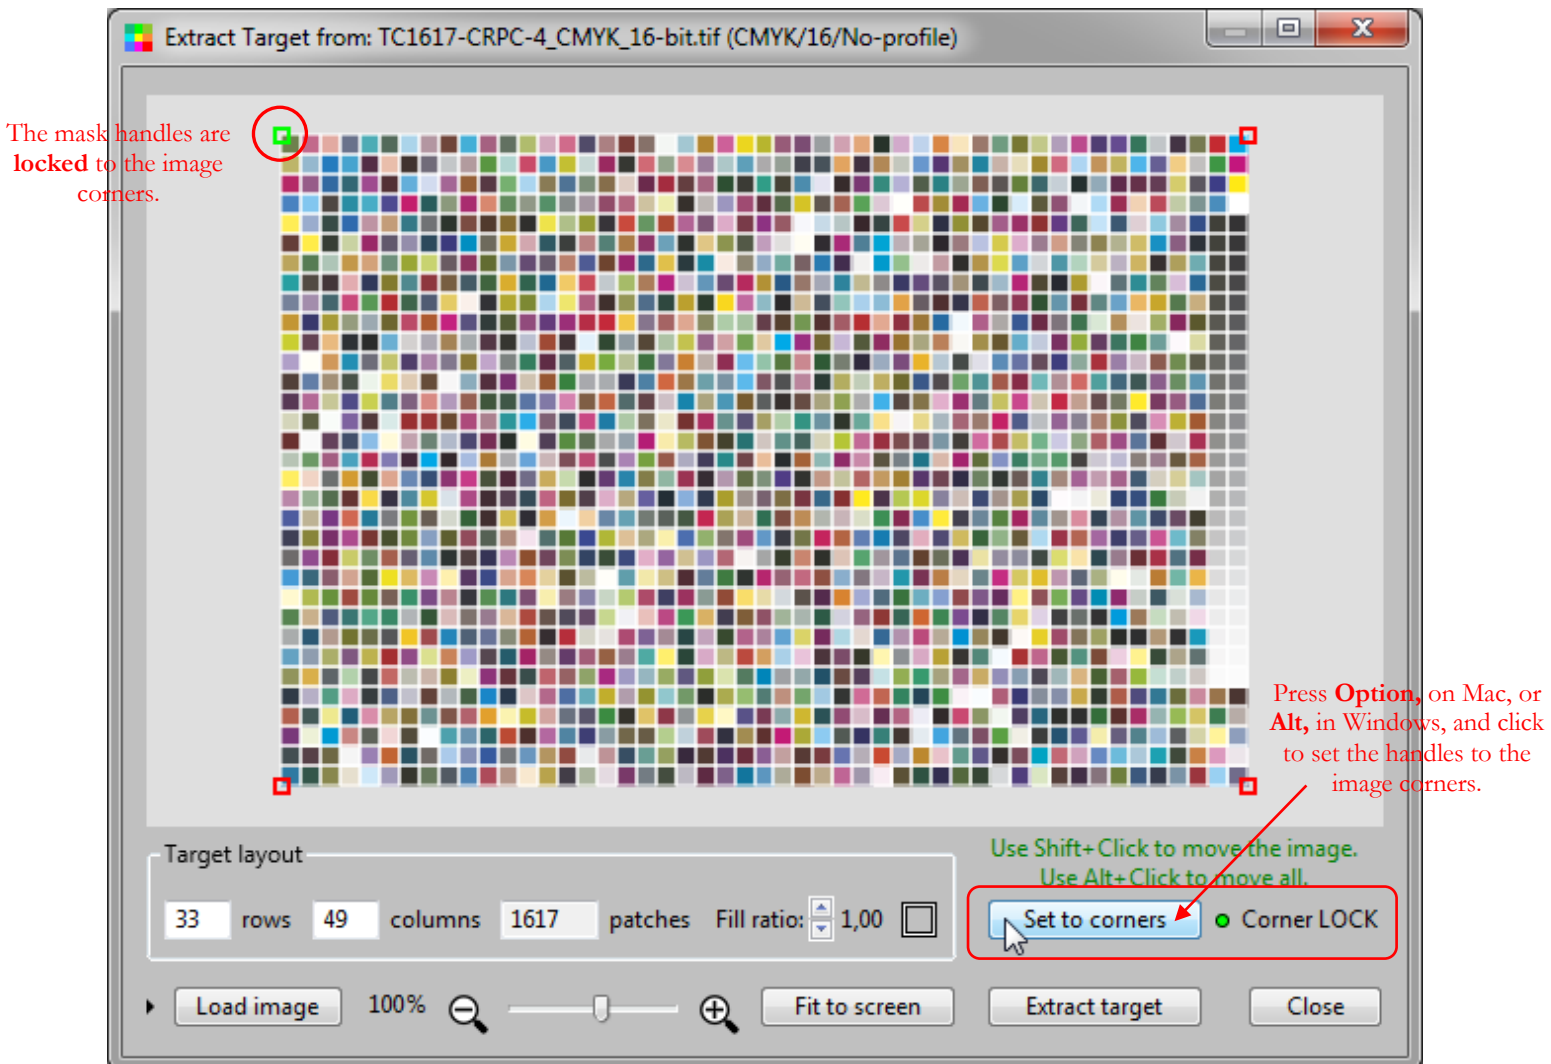 Extract Target from: TC1617-CRPC-4_CMYK_16-bit.tif (CMYK/16/No-profile)
The mask handles are
locked to the image
corners.
Press Option, on Mac, or
Alt, in Windows, and click
to set the handles to the
image corners.
Target layout
Use Shift+Click to move the image.
Use Alt+Click to move all.
33 rows 49 columns 1617 patches Fill ratio: 1,00
Set to corners Corner LOCK
Load image 100% Fit to screen Extract target Close